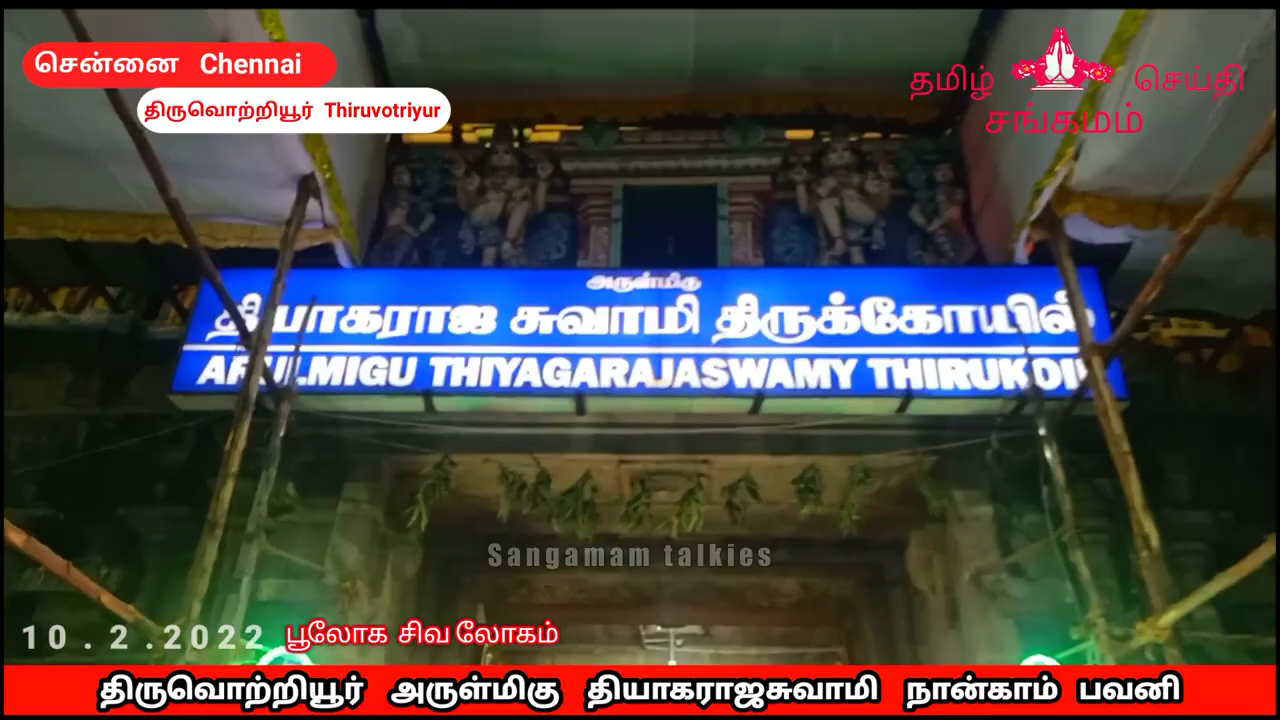 சென்னை Chennai
திருவொற்றியூர் Thiruvotriyur
தமிழ் செய்தி
சங்கமம்
அருள்மிகு
தியாகராஜ சுவாமி திருக்கோயில்
ARULMIGU THIYAGARAJASWAMY THIRUKOIL
Sangamam talkies
10.2.2022 பூலோக சிவ லோகம்
திருவொற்றியூர் அருள்மிகு தியாகராஜசுவாமி நான்காம் பவனி